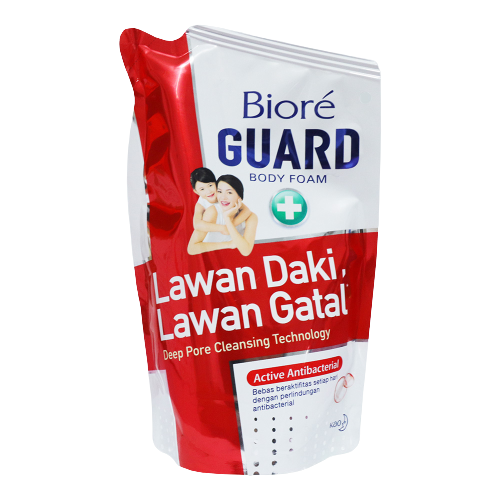 Bioré
GUARD
BODY FOAM
Lawan Daki,
Lawan Gatal
Deep Pore Cleansing Technology
Active Antibacterial
Bebas beraktifitas setiap hari
dengan perlindungan
antibacterial
Kao